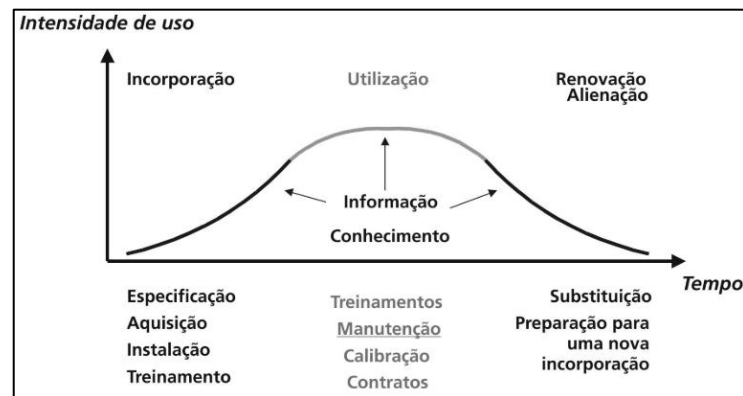 Intensidade de uso
Incorporação
Utilização
Renovação
Alienação
Informação
Conhecimento
Tempo
Especificação
Aquisição
Instalação
Treinamento
Treinamentos
Manutenção
Calibração
Contratos
Substituição
Preparação para
uma nova
incorporação